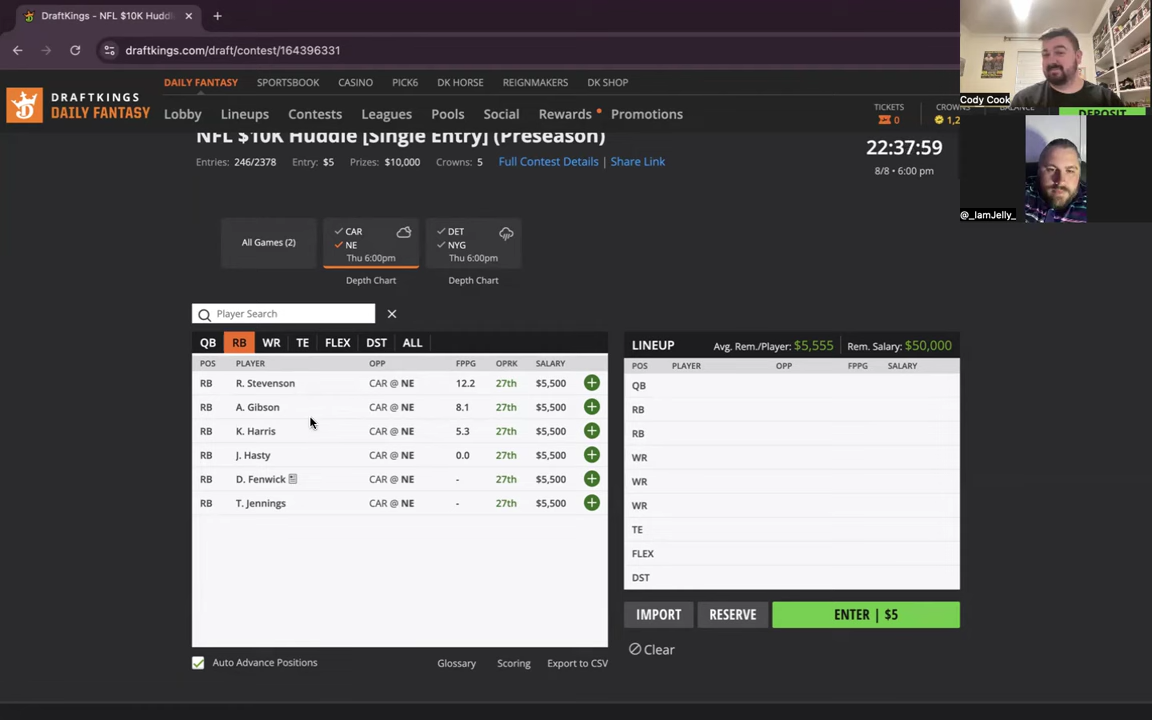 DraftKings - NFL $10K Huddl
draftkings.com/draft/contest/164396331
DRAFTKINGS
DAILY FANTASY
DAILY FANTASY SPORTSBOOK CASINO PICK6 DK HORSE REIGNMAKERS DK SHOP
Lobby Lineups Contests Leagues Pools Social Rewards Promotions
TICKETS
0
1,2
DEPOSIT
Cody Cook
@_IamJelly_
NFL $10K Huddle [Single Entry] (Preseason)
Entries: 246/2378 Entry: $5 Prizes: $10,000 Crowns: 5 Full Contest Details | Share Link
22:37:59
8/8 • 6:00 pm
All Games (2)
CAR
NE
Thu 6:00pm
Depth Chart
DET
NYG
Thu 6:00pm
Depth Chart
Player Search
QB RB WR TE FLEX DST ALL
POS PLAYER OPP FPPG OPRK SALARY
RB R. Stevenson CAR @ NE 12.2 27th $5,500
RB A. Gibson CAR @ NE 8.1 27th $5,500
RB K. Harris CAR @ NE 5.3 27th $5,500
RB J. Hasty CAR @ NE 0.0 27th $5,500
RB D. Fenwick CAR @ NE - 27th $5,500
RB T. Jennings CAR @ NE - 27th $5,500
Auto Advance Positions Glossary Scoring Export to CSV
LINEUP Avg. Rem./Player: $5,555 Rem. Salary: $50,000
POS PLAYER OPP FPPG SALARY
QB
RB
RB
WR
WR
WR
TE
FLEX
DST
IMPORT RESERVE ENTER | $5
Clear